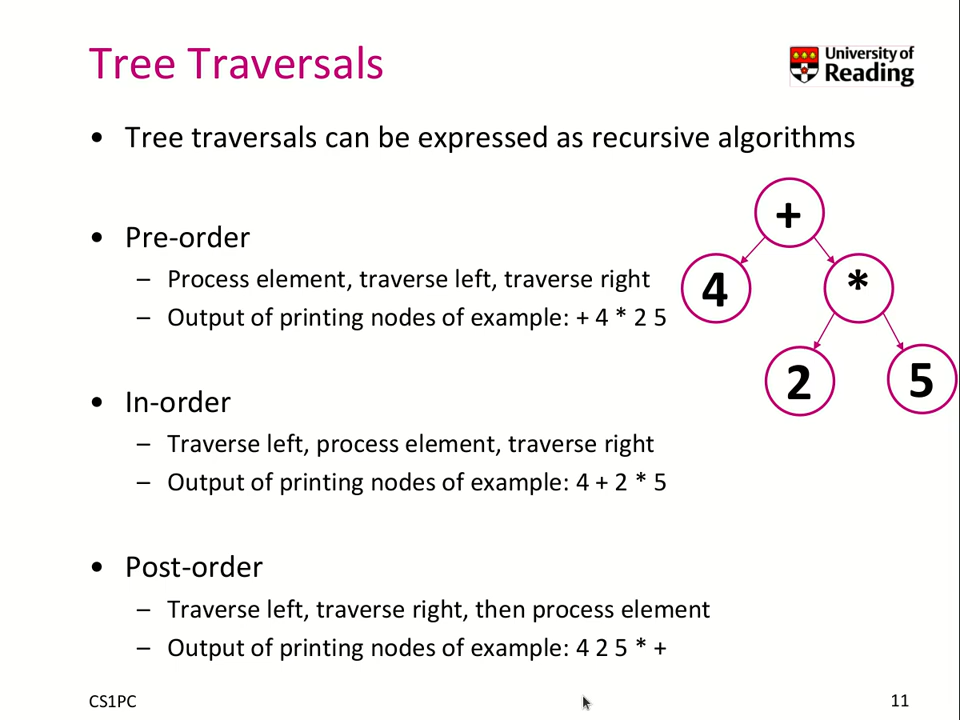 Tree Traversals
University of
Reading
• Tree traversals can be expressed as recursive algorithms
• Pre-order
– Process element, traverse left, traverse right
– Output of printing nodes of example: + 4 * 2 5
• In-order
– Traverse left, process element, traverse right
– Output of printing nodes of example: 4 + 2 * 5
• Post-order
– Traverse left, traverse right, then process element
– Output of printing nodes of example: 4 2 5 * +
+
4 *
2 5
CS1PC
11